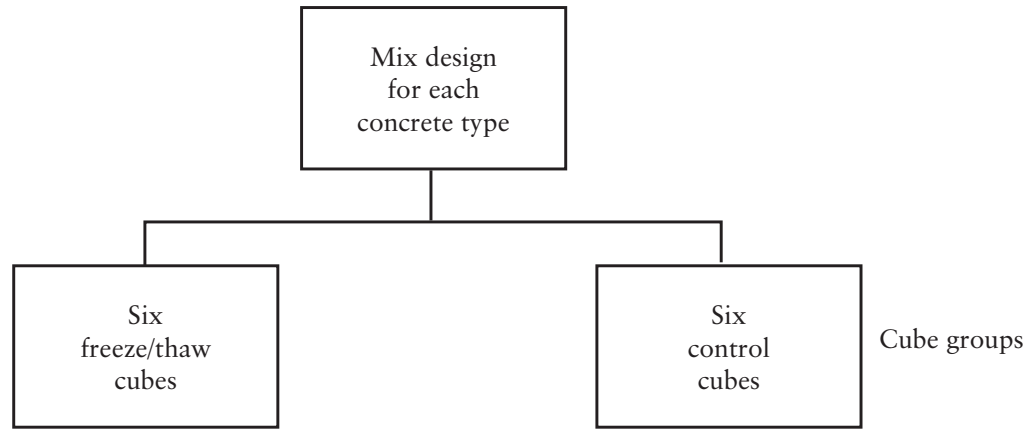 Mix design
for each
concrete type
Six
freeze/thaw
cubes
Six
control
cubes
Cube groups